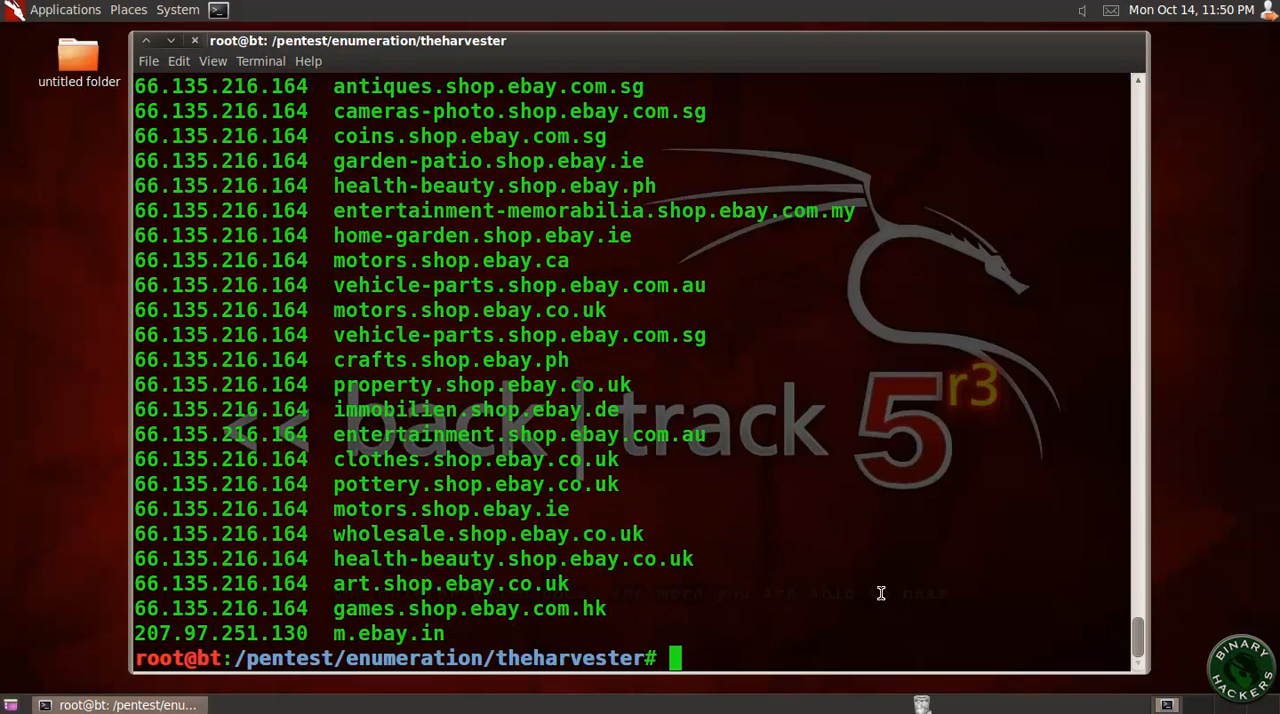 Applications Places System Mon Oct 14, 11:50 PM
untitled folder
root@bt: /pentest/enumeration/theharvester
File Edit View Terminal Help
66.135.216.164 antiques.shop.ebay.com.sg
66.135.216.164 cameras-photo.shop.ebay.com.sg
66.135.216.164 coins.shop.ebay.com.sg
66.135.216.164 garden-patio.shop.ebay.ie
66.135.216.164 health-beauty.shop.ebay.ph
66.135.216.164 entertainment-memorabilia.shop.ebay.com.my
66.135.216.164 home-garden.shop.ebay.ie
66.135.216.164 motors.shop.ebay.ca
66.135.216.164 vehicle-parts.shop.ebay.com.au
66.135.216.164 motors.shop.ebay.co.uk
66.135.216.164 vehicle-parts.shop.ebay.com.sg
66.135.216.164 crafts.shop.ebay.ph
66.135.216.164 property.shop.ebay.co.uk
66.135.216.164 immobilien.shop.ebay.de
66.135.216.164 entertainment.shop.ebay.com.au
66.135.216.164 clothes.shop.ebay.co.uk
66.135.216.164 pottery.shop.ebay.co.uk
66.135.216.164 motors.shop.ebay.ie
66.135.216.164 wholesale.shop.ebay.co.uk
66.135.216.164 health-beauty.shop.ebay.co.uk
66.135.216.164 art.shop.ebay.co.uk
66.135.216.164 games.shop.ebay.com.hk
207.97.251.130 m.ebay.in
root@bt:/pentest/enumeration/theharvester#
<< back | track 5 r3
BINARY HACKERS
root@bt: /pentest/enu...